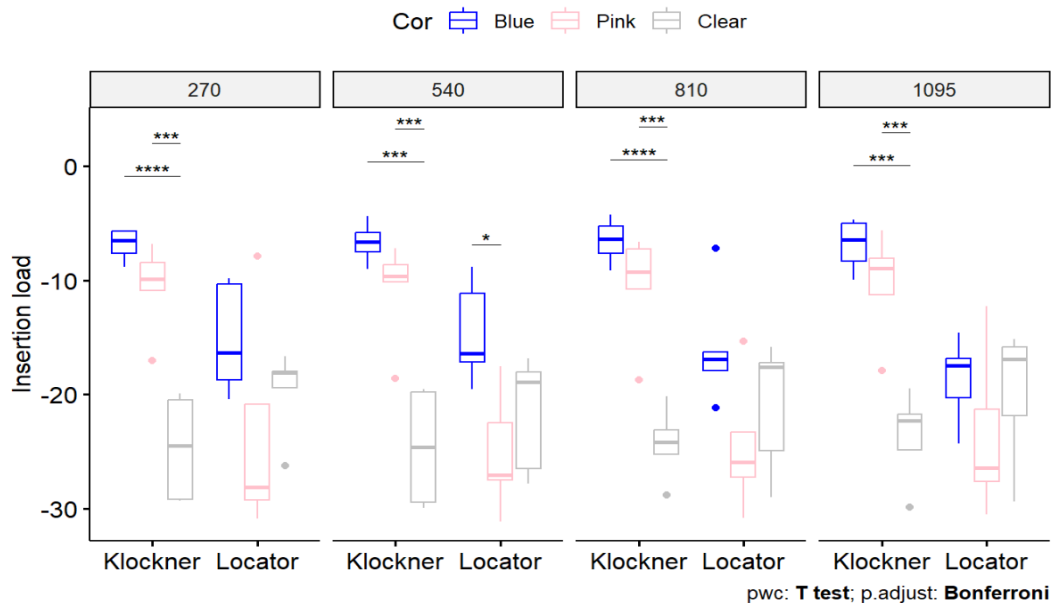 Cor Blue Pink Clear
270 540 810 1095
*** *** *** ***
**** *** **** ***
*
Insertion load
0
-10
-20
-30
Klockner Locator Klockner Locator Klockner Locator Klockner Locator
pwc: T test; p.adjust: Bonferroni